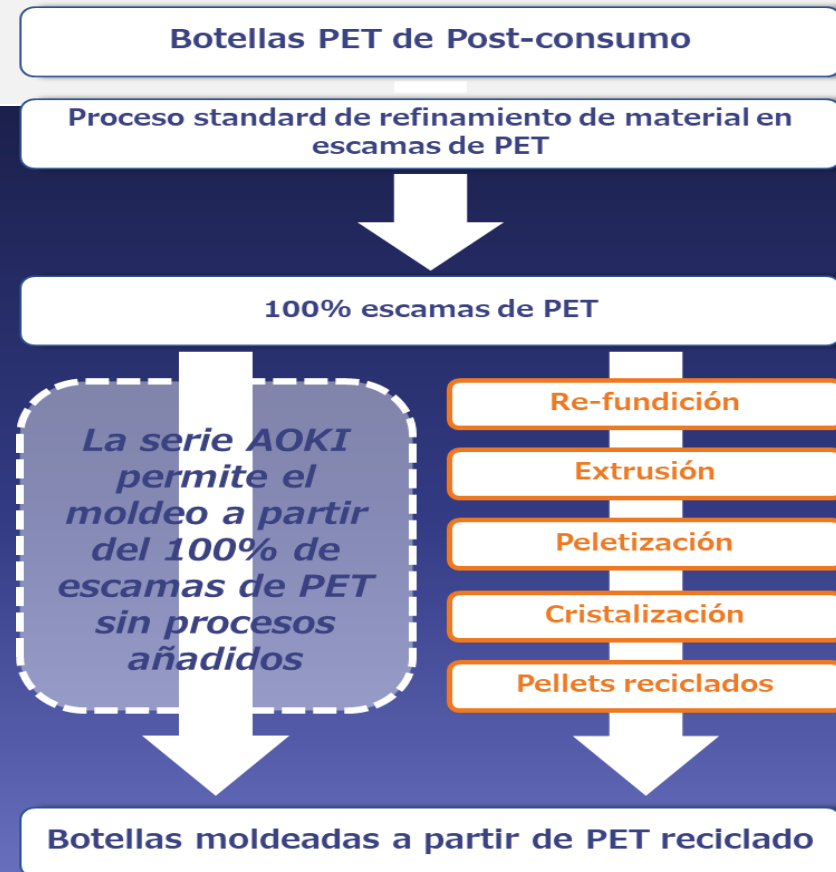 Botellas PET de Post-consumo
Proceso standard de refinamiento de material en
escamas de PET
100% escamas de PET
La serie AOKI
permite el
moldeo a partir
del 100% de
escamas de PET
sin procesos
añadidos
Re-fundición
Extrusión
Peletización
Cristalización
Pellets reciclados
Botellas moldeadas a partir de PET reciclado